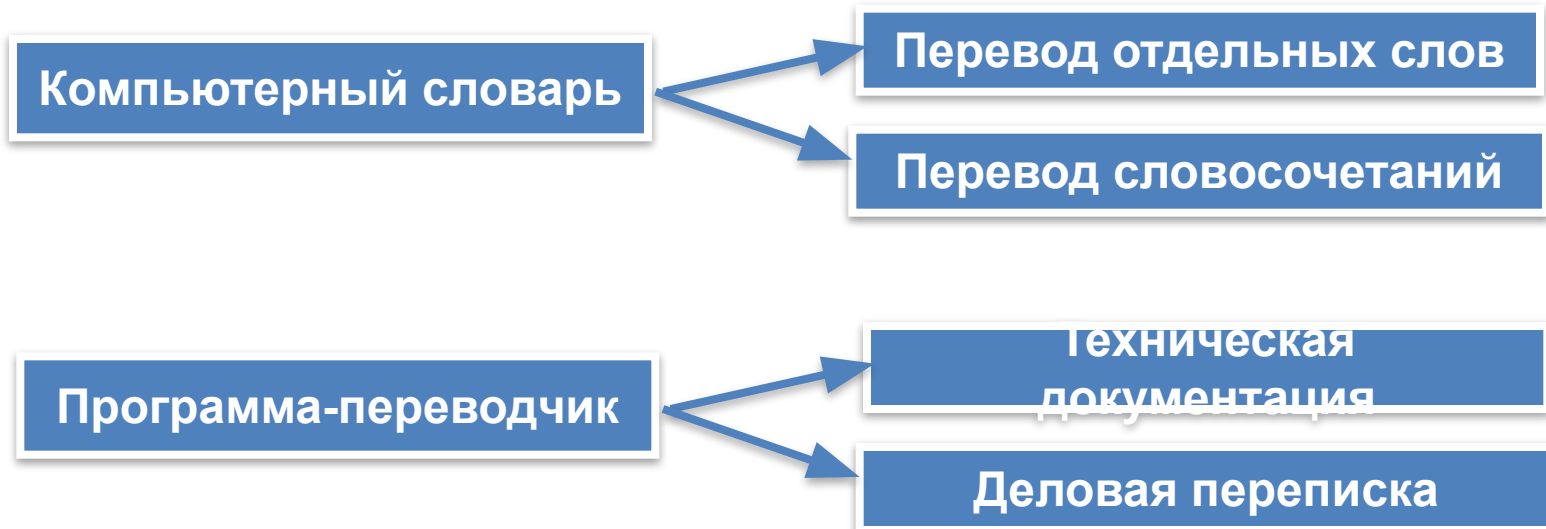 Компьютерный словарь
Перевод отдельных слов
Перевод словосочетаний
Программа-переводчик
Техническая
документация
Деловая переписка